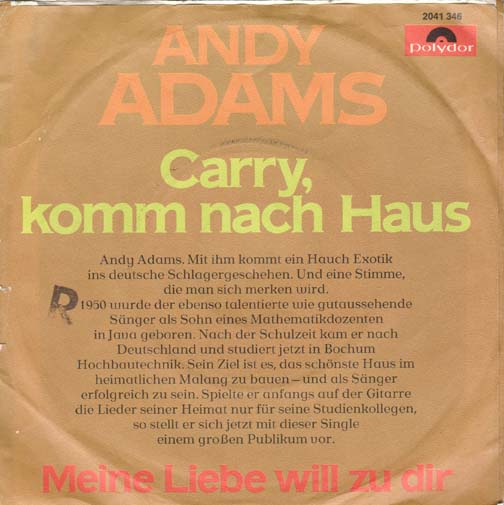 2041 346
Polydor
ANDY
ADAMS
Carry,
komm nach Haus
Andy Adams. Mit ihm kommt ein Hauch Exotik
ins deutsche Schlagergeschehen. Und eine Stimme,
die man sich merken wird.
R
1950 wurde der ebenso talentierte wie gutaussehende
Sänger als Sohn eines Mathematikdozenten
in Java geboren. Nach der Schulzeit kam er nach
Deutschland und studiert jetzt in Bochum
Hochbautechnik. Sein Ziel ist es, das schönste Haus im
heimatlichen Malang zu bauen – und als Sänger
erfolgreich zu sein. Spielte er anfangs auf der Gitarre
die Lieder seiner Heimat nur für seine Studienkollegen,
so stellt er sich jetzt mit dieser Single
einem großen Publikum vor.
Meine Liebe will zu dir